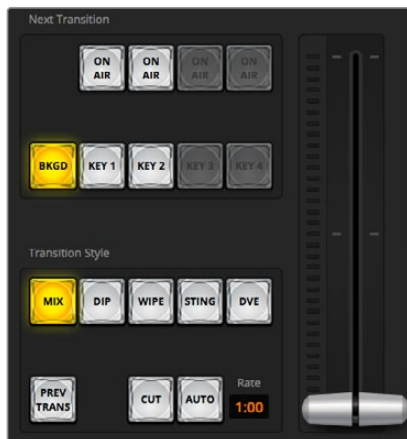 Next Transition
ON AIR ON AIR ON AIR ON AIR
BKGD KEY 1 KEY 2 KEY 3 KEY 4
Transition Style
MIX DIP WIPE STING DVE
Rate
PREV TRANS CUT AUTO 1:00